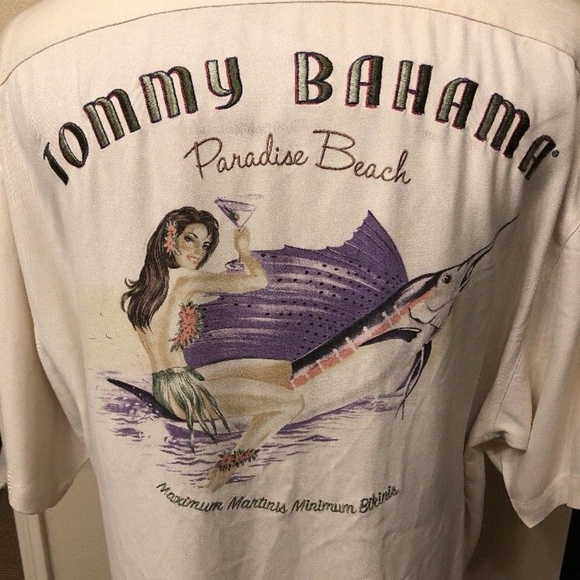 TOMMY BAHAMA®
Paradise Beach
Maximum Martinis Minimum Bikinis